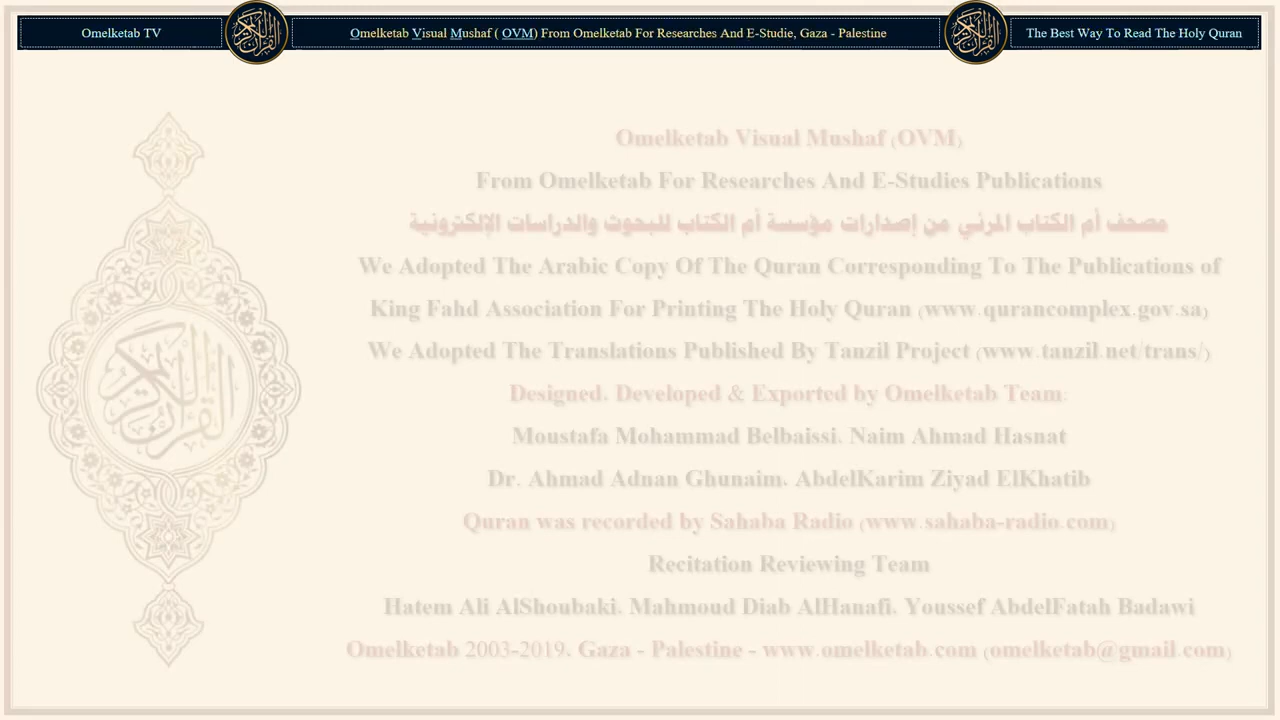 Omelketab TV
Omelketab Visual Mushaf ( OVM) From Omelketab For Researches And E-Studie, Gaza - Palestine
The Best Way To Read The Holy Quran
Omelketab Visual Mushaf (OVM)
From Omelketab For Researches And E-Studies Publications
مصحف أم الكتاب المرئي من إصدارات مؤسسة أم الكتاب للبحوث والدراسات الإلكترونية
We Adopted The Arabic Copy Of The Quran Corresponding To The Publications of
King Fahd Association For Printing The Holy Quran (www.qurancomplex.gov.sa)
We Adopted The Translations Published By Tanzil Project (www.tanzil.net/trans/)
Designed, Developed & Exported by Omelketab Team:
Moustafa Mohammad Belbaissi, Naim Ahmad Hasnat
Dr. Ahmad Adnan Ghunaim, AbdelKarim Ziyad ElKhatib
Quran was recorded by Sahaba Radio (www.sahaba-radio.com)
Recitation Reviewing Team
Hatem Ali AlShoubaki, Mahmoud Diab AlHanafi, Youssef AbdelFatah Badawi
Omelketab 2003-2019, Gaza - Palestine - www.omelketab.com (omelketab@gmail.com)
القرآن الكريم